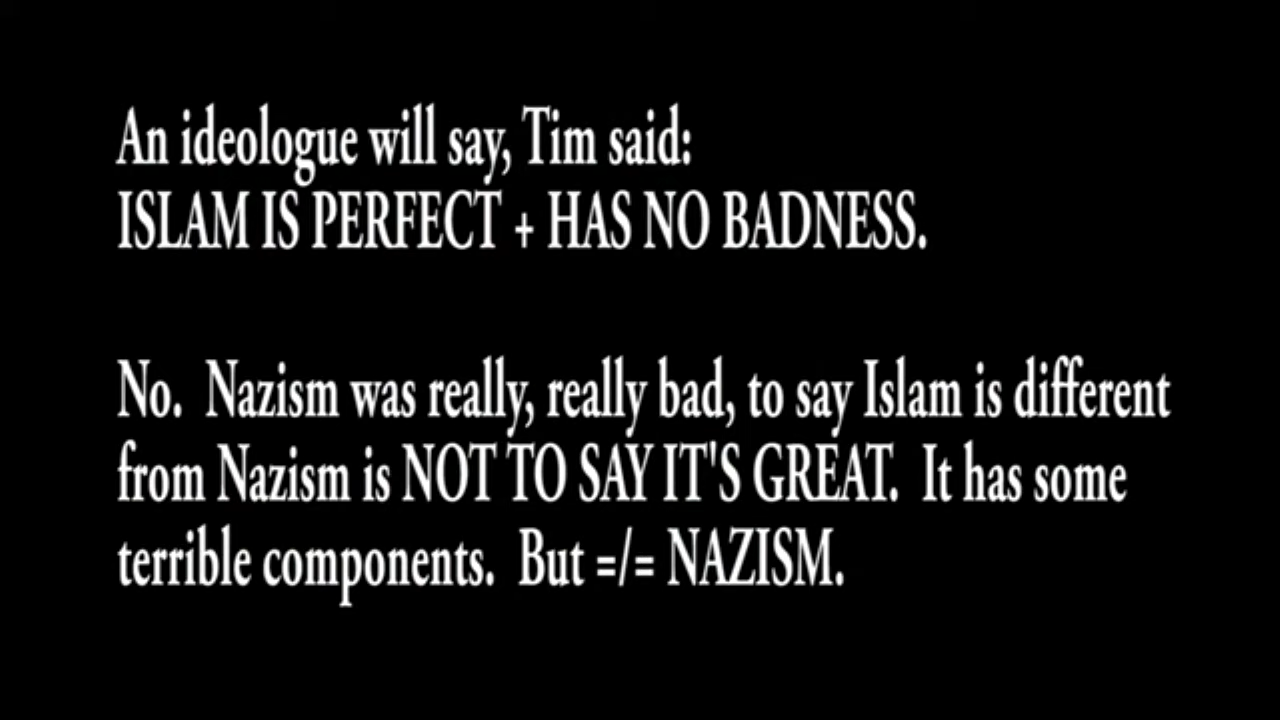 An ideologue will say, Tim said:
ISLAM IS PERFECT + HAS NO BADNESS.
No. Nazism was really, really bad, to say Islam is different
from Nazism is NOT TO SAY IT'S GREAT. It has some
terrible components. But =/= NAZISM.